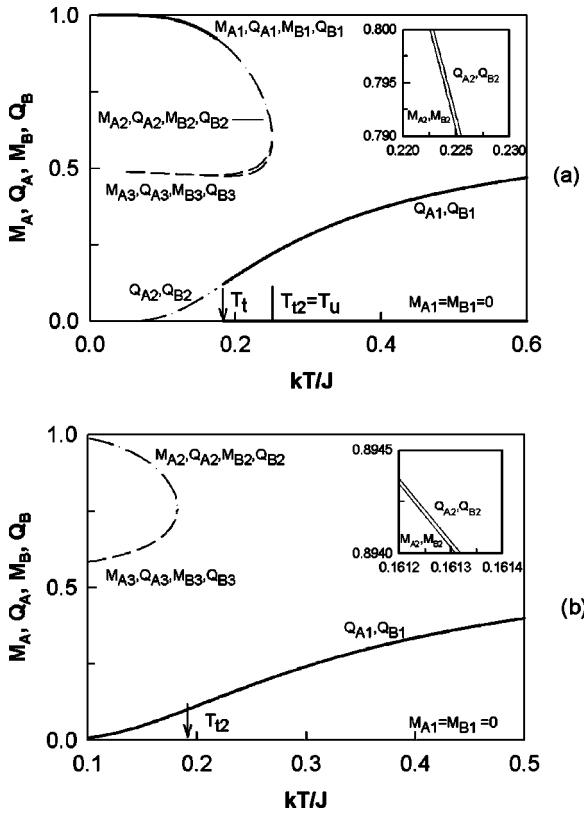 M_A, Q_A, M_B, Q_B
1.0
0.5
0.0
M_A1,Q_A1,M_B1,Q_B1
M_A2,Q_A2,M_B2,Q_B2
M_A3,Q_A3,M_B3,Q_B3
Q_A2,Q_B2
T_t
T_t2=T_u
Q_A1,Q_B1
M_A1=M_B1=0
0.800
0.795
0.790
Q_A2,Q_B2
M_A2,M_B2
0.220 0.225 0.230
(a)
0.0 0.2 0.4 0.6
kT/J
M_A, Q_A, M_B, Q_B
1.0
0.5
0.0
M_A2,Q_A2,M_B2,Q_B2
M_A3,Q_A3,M_B3,Q_B3
Q_A1,Q_B1
T_t2
M_A1=M_B1=0
0.8945
0.8940
Q_A2,Q_B2
M_A2,M_B2
0.1612 0.1613 0.1614
(b)
0.1 0.2 0.3 0.4 0.5
kT/J